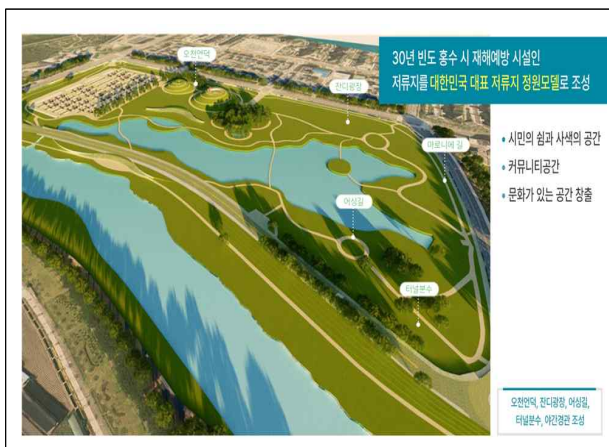 30년 빈도 홍수 시 재해예방 시설인
저류지를 대한민국 대표 저류지 정원모델로 조성
오천언덕
잔디광장
마로니에 길
어싱길
터널분수
• 시민의 쉼과 사색의 공간
• 커뮤니티공간
• 문화가 있는 공간 창출
오천언덕, 잔디광장, 어싱길,
터널분수, 야간경관 조성